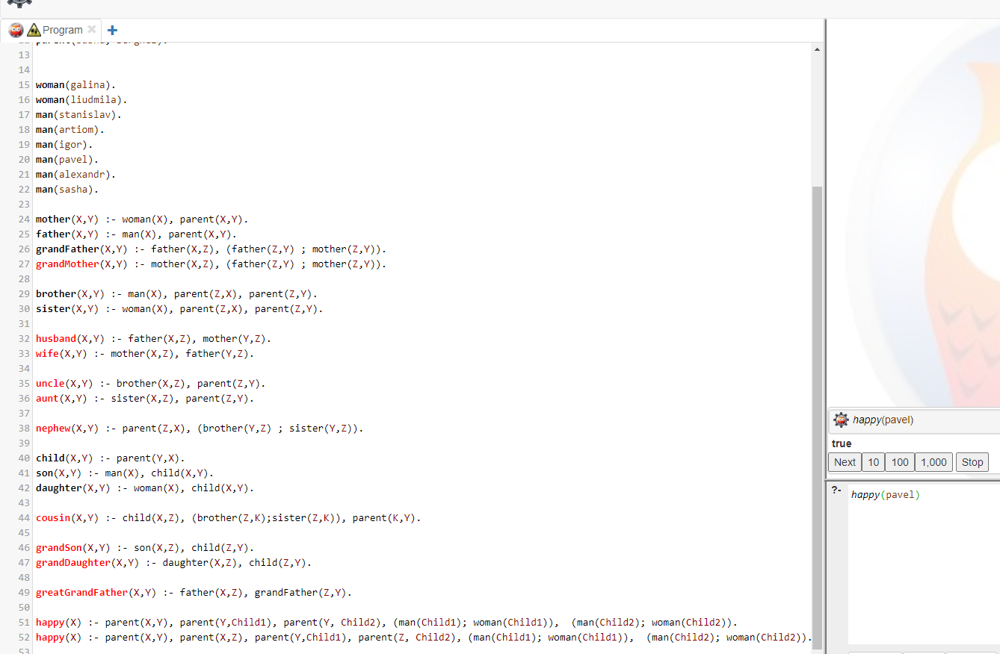 Program
13
14
15 woman(galina).
16 woman(liudmila).
17 man(stanislav).
18 man(artiom).
19 man(igor).
20 man(pavel).
21 man(alexandr).
22 man(sasha).
23
24 mother(X,Y) :- woman(X), parent(X,Y).
25 father(X,Y) :- man(X), parent(X,Y).
26 grandFather(X,Y) :- father(X,Z), (father(Z,Y) ; mother(Z,Y)).
27 grandMother(X,Y) :- mother(X,Z), (father(Z,Y) ; mother(Z,Y)).
28
29 brother(X,Y) :- man(X), parent(Z,X), parent(Z,Y).
30 sister(X,Y) :- woman(X), parent(Z,X), parent(Z,Y).
31
32 husband(X,Y) :- father(X,Z), mother(Y,Z).
33 wife(X,Y) :- mother(X,Z), father(Y,Z).
34
35 uncle(X,Y) :- brother(X,Z), parent(Z,Y).
36 aunt(X,Y) :- sister(X,Z), parent(Z,Y).
37
38 nephew(X,Y) :- parent(Z,X), (brother(Y,Z) ; sister(Y,Z)).
39
40 child(X,Y) :- parent(Y,X).
41 son(X,Y) :- man(X), child(X,Y).
42 daughter(X,Y) :- woman(X), child(X,Y).
43
44 cousin(X,Y) :- child(X,Z), (brother(Z,K);sister(Z,K)), parent(K,Y).
45
46 grandSon(X,Y) :- son(X,Z), child(Z,Y).
47 grandDaughter(X,Y) :- daughter(X,Z), child(Z,Y).
48
49 greatGrandFather(X,Y) :- father(X,Z), grandFather(Z,Y).
50
51 happy(X) :- parent(X,Y), parent(Y,Child1), parent(Y, Child2), (man(Child1); woman(Child1)),  (man(Child2); woman(Child2)).
52 happy(X) :- parent(X,Y), parent(X,Z), parent(Y,Child1), parent(Z, Child2), (man(Child1); woman(Child1)),  (man(Child2); woman(Child2)).
53
happy(pavel)
true
Next 10 100 1,000 Stop
?- happy(pavel)